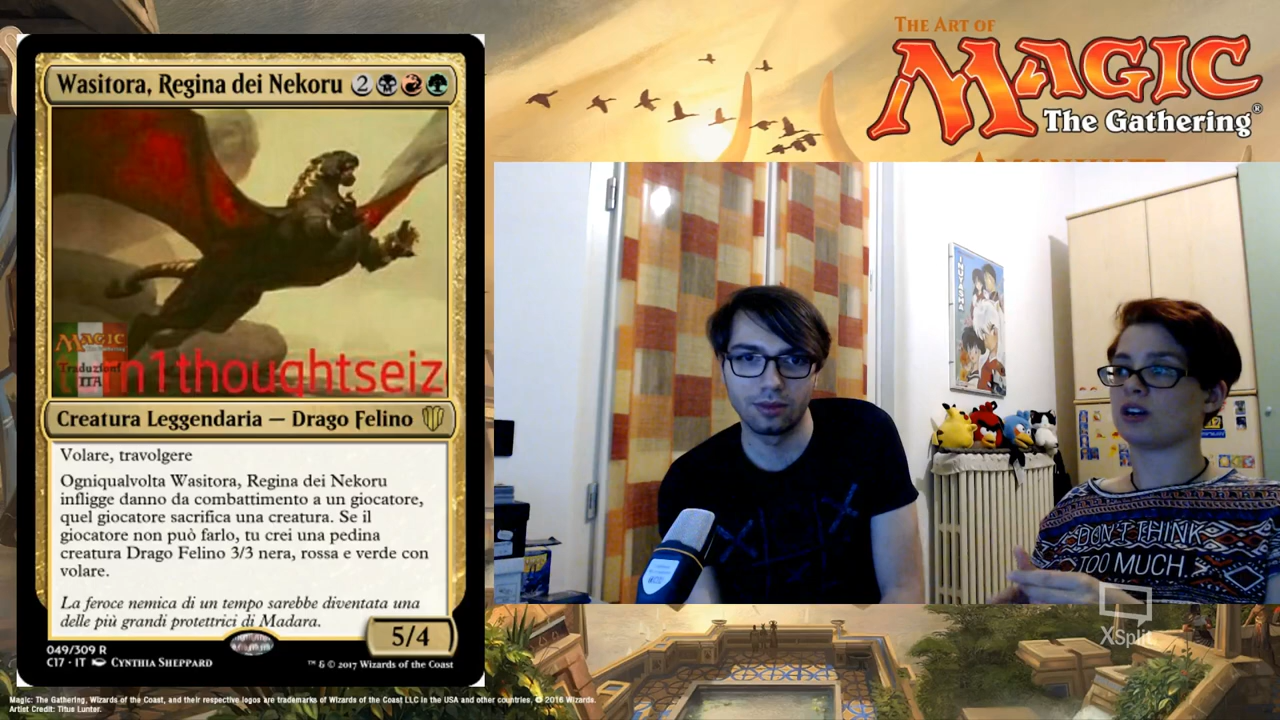 Wasitora, Regina dei Nekoru 2
Magic
Traduzioni
ITA
rn1thoughtseiz
Creatura Leggendaria — Drago Felino
Volare, travolgere
Ogniqualvolta Wasitora, Regina dei Nekoru
infligge danno da combattimento a un giocatore,
quel giocatore sacrifica una creatura. Se il
giocatore non può farlo, tu crei una pedina
creatura Drago Felino 3/3 nera, rossa e verde con
volare.
La feroce nemica di un tempo sarebbe diventata una
delle più grandi protettrici di Madara.
5/4
049/309 R
C17 • IT Cynthia Sheppard
™ & © 2017 Wizards of the Coast
The Art of
Magic
The Gathering®
INUYASHA
DON'T THINK
TOO MUCH.
XSplit
Magic: The Gathering, Wizards of the Coast, and their respective logos are trademarks of Wizards of the Coast LLC in the USA and other countries. © 2016 Wizards.
Artist Credit: Titus Lunter.